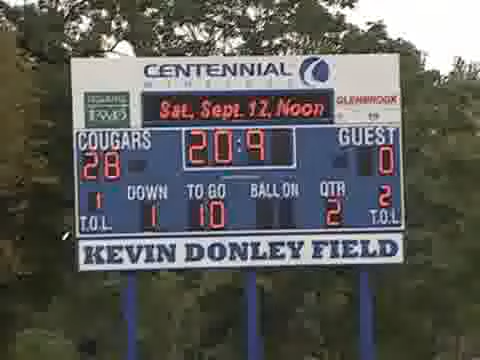 CENTENNIAL
WIRELESS
Sat, Sept. 12, Noon
GLENBROOK
COUGARS 20:9 GUEST
28 0
DOWN TO GO BALL ON QTR
1 1 10 2 2
T.O.L. T.O.L.
KEVIN DONLEY FIELD